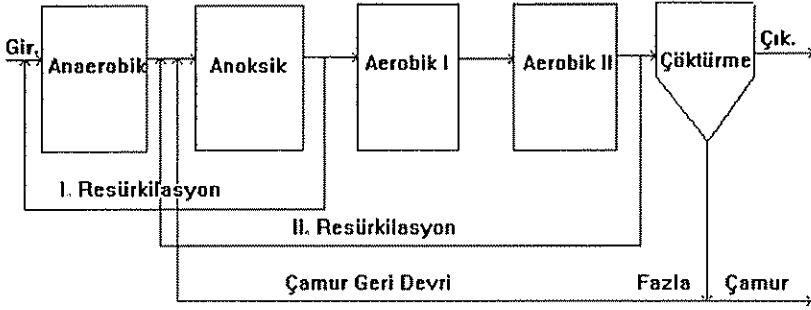 Gir.
Çık.
Anaerobik
Anoksik
Aerobik I
Aerobik II
Çöktürme
I. Resürkilasyon
II. Resürkilasyon
Çamur Geri Devri
Fazla Çamur